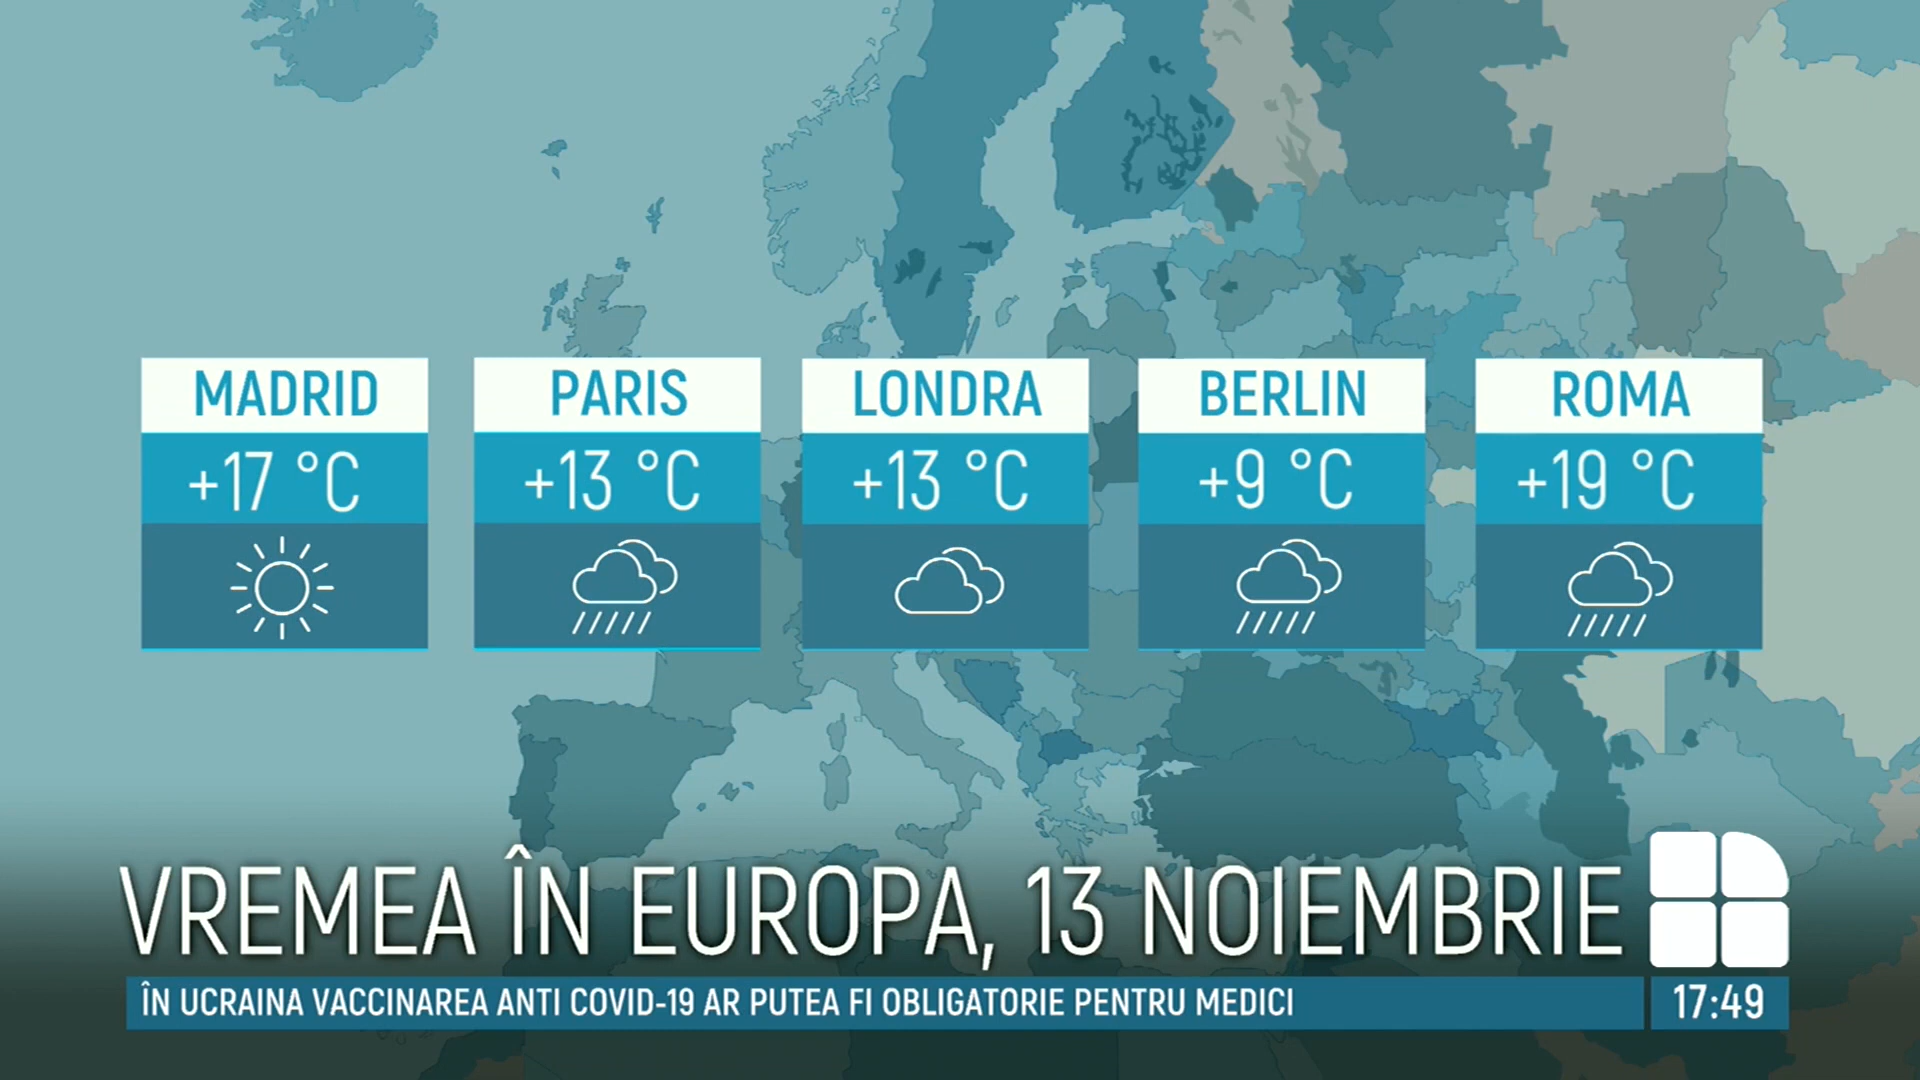 MADRID
+17 °C
PARIS
+13 °C
LONDRA
+13 °C
BERLIN
+9 °C
ROMA
+19 °C
VREMEA ÎN EUROPA, 13 NOIEMBRIE
ÎN UCRAINA VACCINAREA ANTI COVID-19 AR PUTEA FI OBLIGATORIE PENTRU MEDICI
17:49